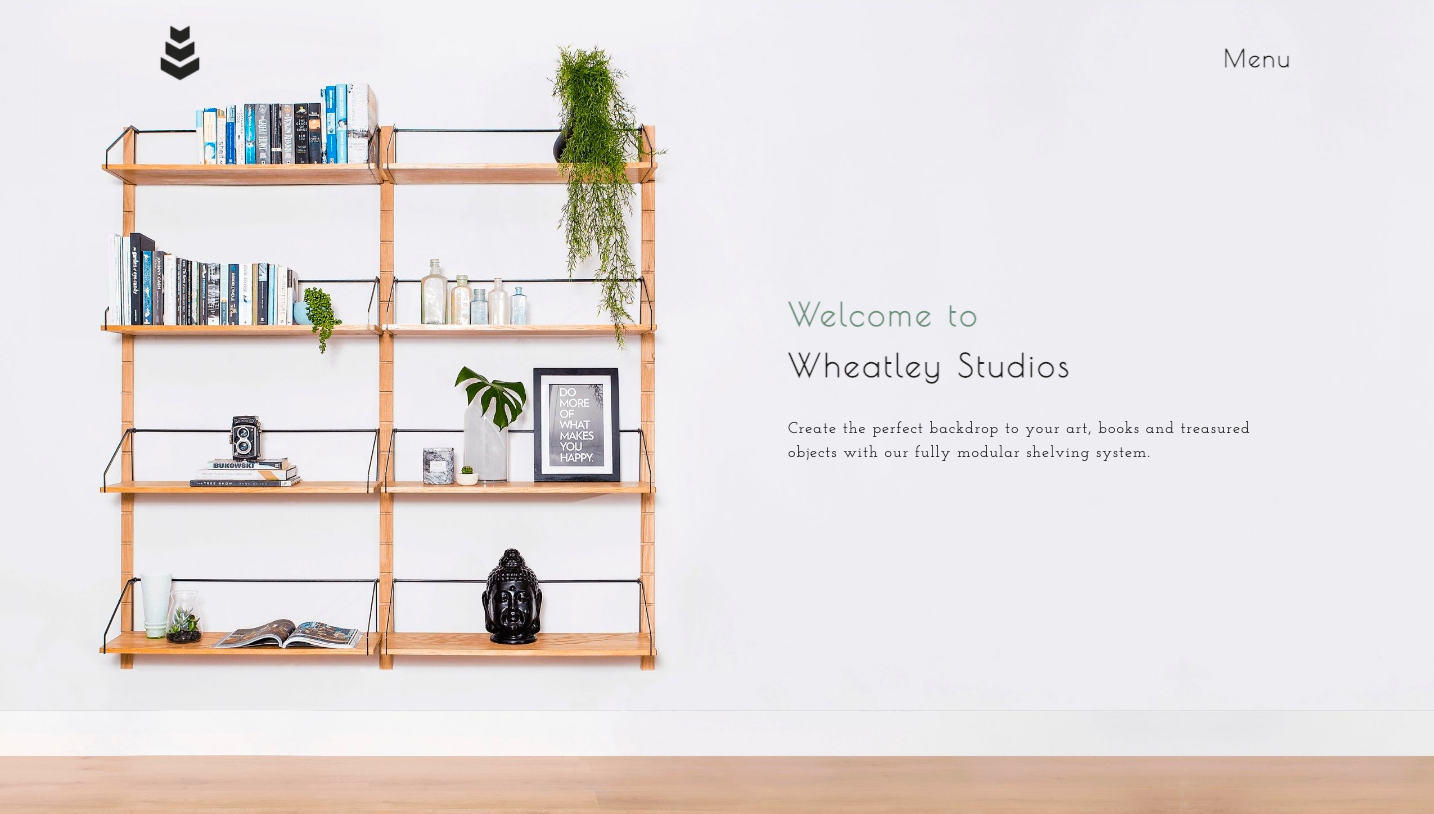 Menu
Welcome to
Wheatley Studios
Create the perfect backdrop to your art, books and treasured
objects with our fully modular shelving system.
DO
MORE
OF
WHAT
MAKES
YOU
HAPPY.
BUKOWSKI